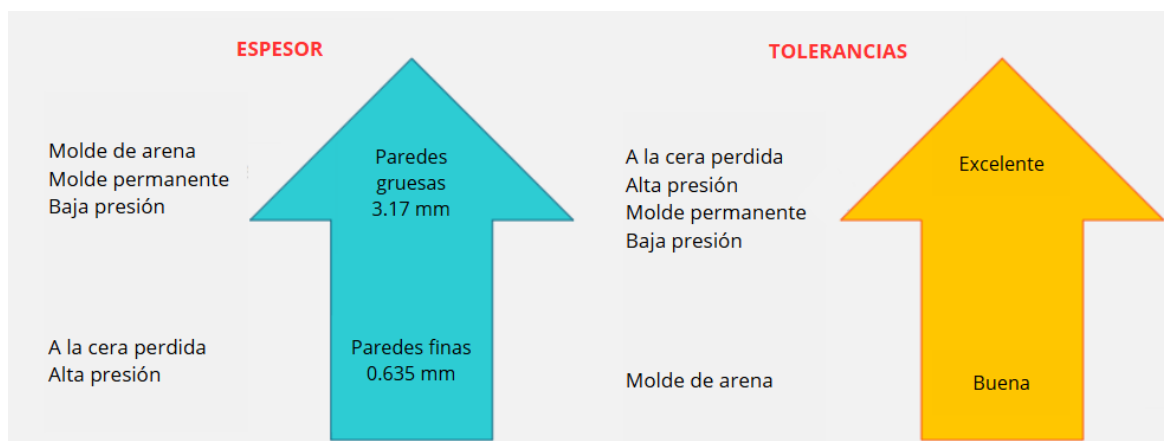 ESPESOR
Molde de arena
Molde permanente
Baja presión
Paredes
gruesas
3.17 mm
A la cera perdida
Alta presión
Paredes finas
0.635 mm
TOLERANCIAS
A la cera perdida
Alta presión
Molde permanente
Baja presión
Excelente
Molde de arena
Buena